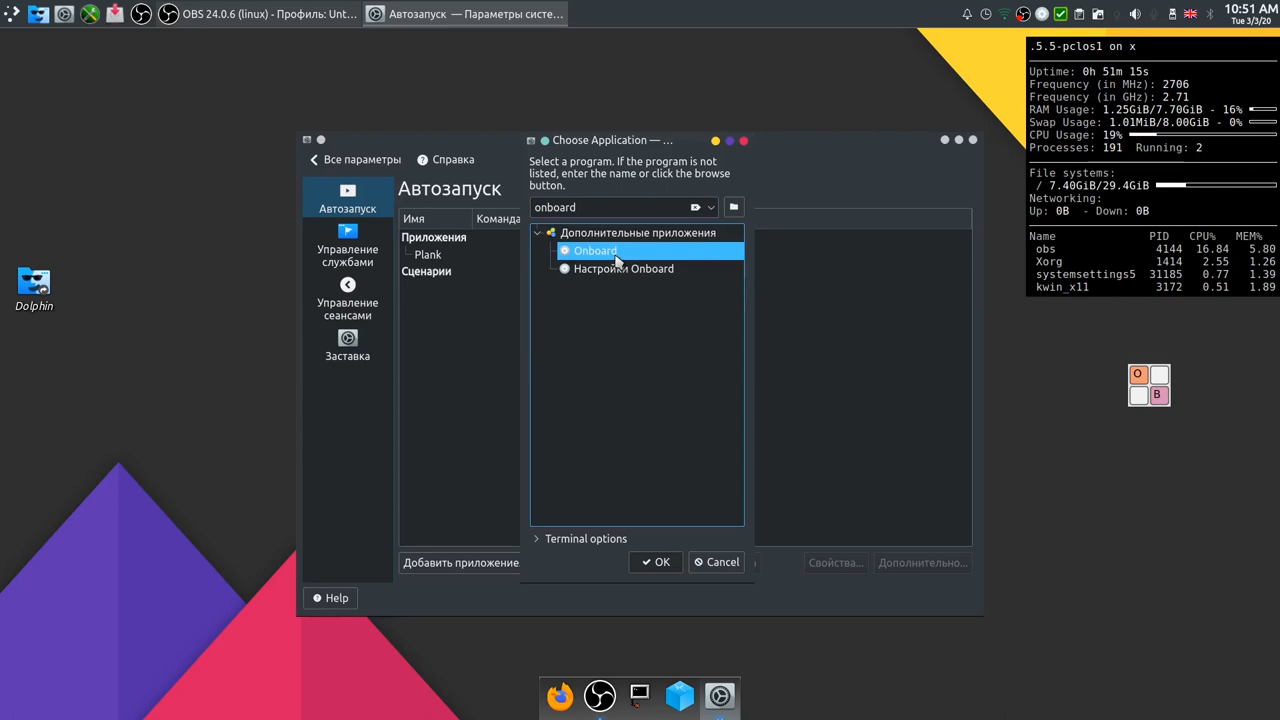 OBS 24.0.6 (linux) - Профиль: Unt...
Автозапуск — Параметры систе...
10:51 AM
Tue 3/3/20
.5.5-pclos1 on x
Uptime: 0h 51m 15s
Frequency (in MHz): 2706
Frequency (in GHz): 2.71
RAM Usage: 1.25GiB/7.70GiB - 16%
Swap Usage: 1.01MiB/8.00GiB - 0%
CPU Usage: 19%
Processes: 191 Running: 2
File systems:
/ 7.40GiB/29.4GiB
Networking:
Up: 0B - Down: 0B
Name PID CPU% MEM%
obs 4144 16.84 5.80
Xorg 1414 2.55 1.26
systemsettings5 31185 0.77 1.39
kwin_x11 3172 0.51 1.89
Dolphin
Все параметры
Справка
Автозапуск
Управление
службами
Управление
сеансами
Заставка
Автозапуск
Имя
Команда
Приложения
Plank
Сценарии
Добавить приложение
Свойства...
Дополнительно...
Help
Choose Application — ...
Select a program. If the program is not
listed, enter the name or click the browse
button.
onboard
Дополнительные приложения
Onboard
Настройки Onboard
Terminal options
OK
Cancel
O
B